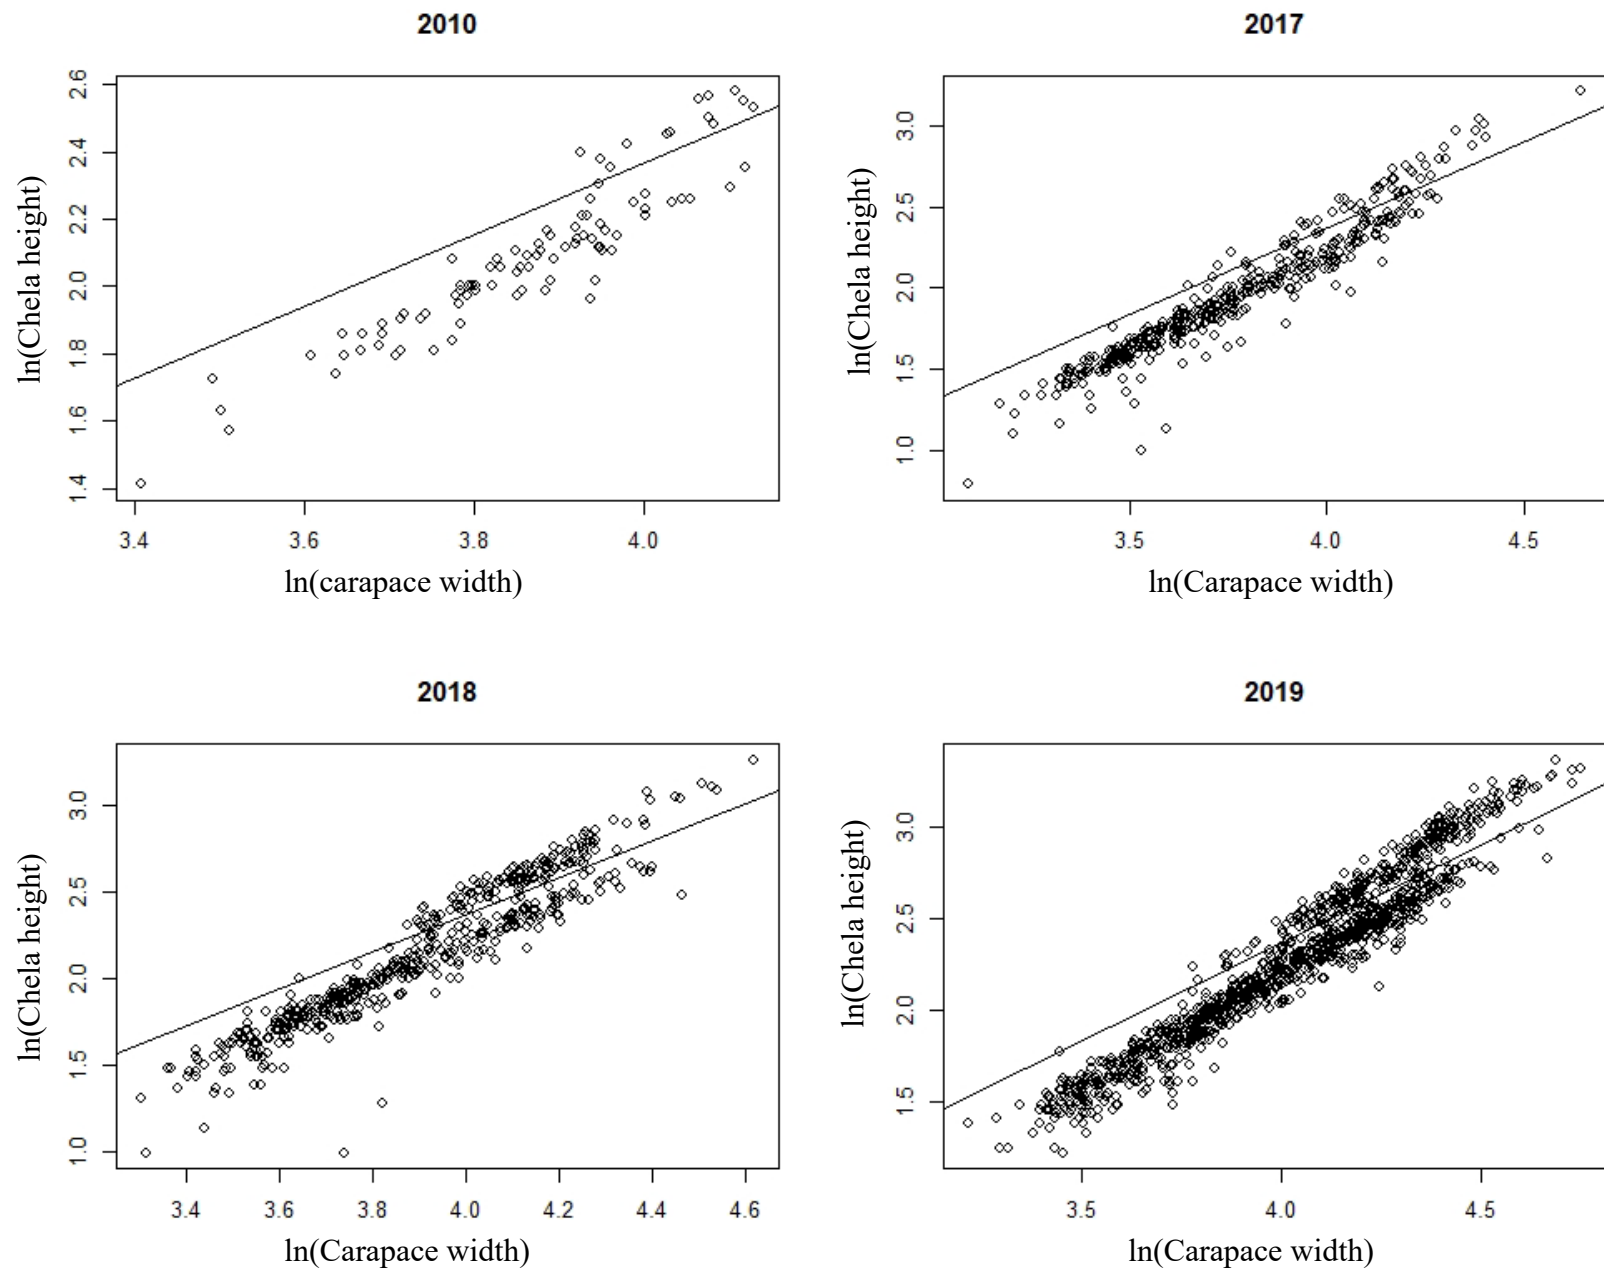 2010
2017
ln(Chela height)
2.6
2.4
2.2
2.0
1.8
1.6
1.4
3.4 3.6 3.8 4.0
ln(carapace width)
ln(Chela height)
3.0
2.5
2.0
1.5
1.0
3.5 4.0 4.5
ln(Carapace width)
2018
2019
ln(Chela height)
3.0
2.5
2.0
1.5
1.0
3.4 3.6 3.8 4.0 4.2 4.4 4.6
ln(Carapace width)
ln(Chela height)
3.0
2.5
2.0
1.5
3.5 4.0 4.5
ln(Carapace width)